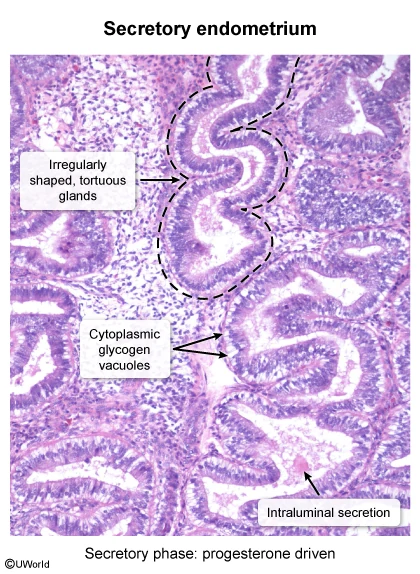 Secretory endometrium
Irregularly
shaped, tortuous
glands
Cytoplasmic
glycogen
vacuoles
Intraluminal secretion
Secretory phase: progesterone driven
©UWorld